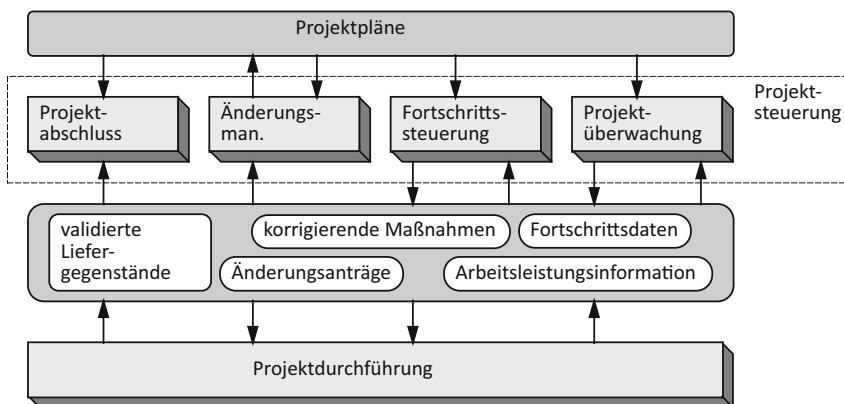 Projektpläne
Projekt-
abschluss
Änderungs-
man.
Fortschritts-
steuerung
Projekt-
überwachung
Projekt-
steuerung
validierte
Liefer-
gegenstände
korrigierende Maßnahmen
Fortschrittsdaten
Änderungsanträge
Arbeitsleistungsinformation
Projektdurchführung